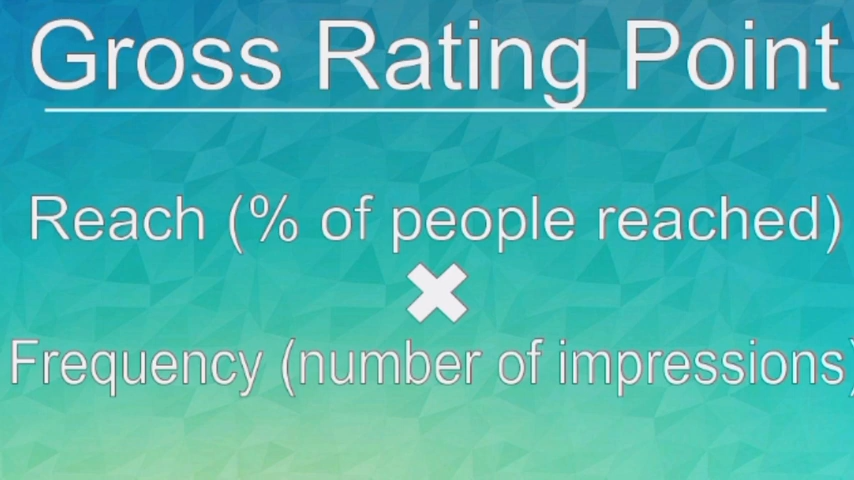 Gross Rating Point
Reach (% of people reached)
✖
Frequency (number of impressions)